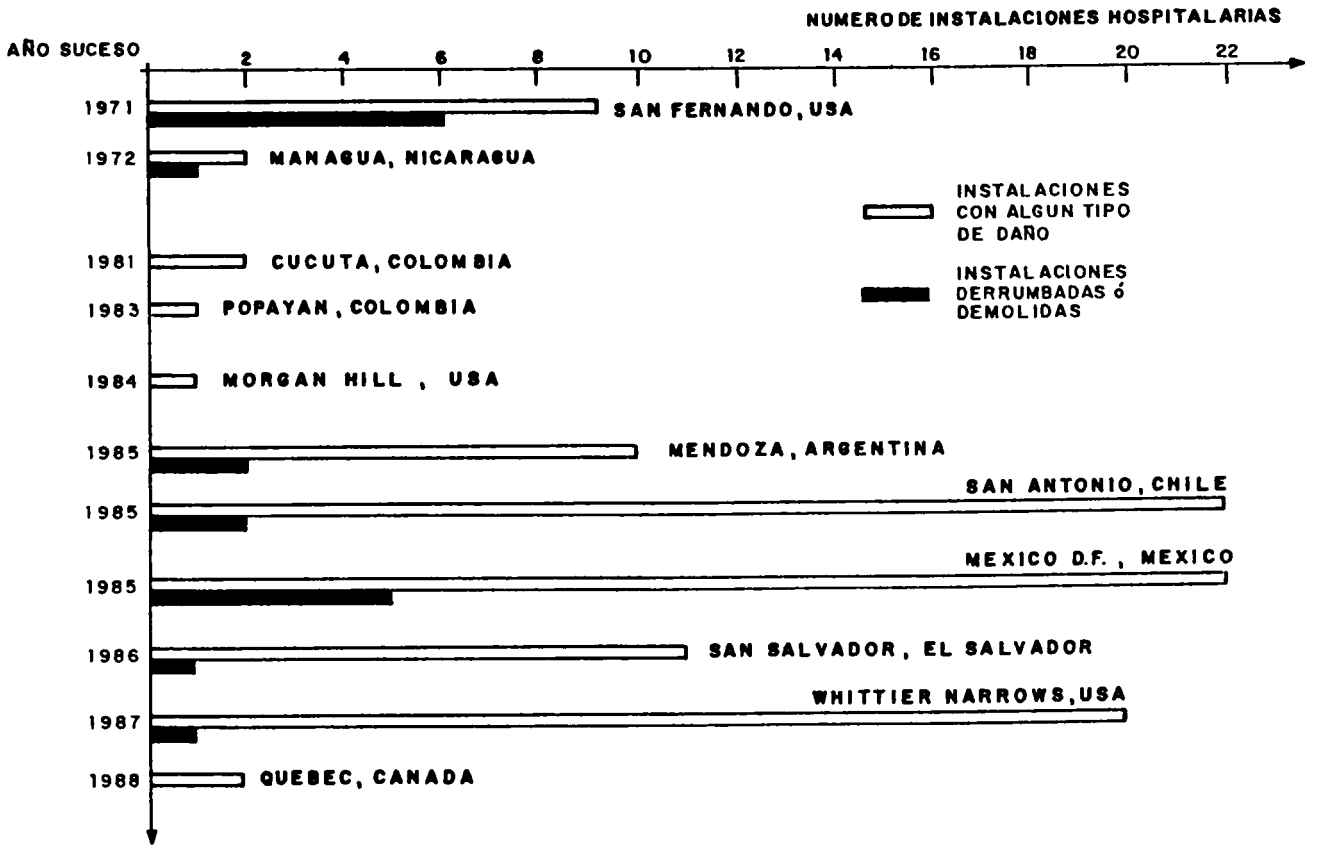 NUMERO DE INSTALACIONES HOSPITALARIAS
AÑO SUCESO
2 4 6 8 10 12 14 16 18 20 22
1971 SAN FERNANDO, USA
1972 MANAGUA, NICARAGUA
INSTALACIONES
CON ALGUN TIPO
DE DAÑO
1981 CUCUTA, COLOMBIA
INSTALACIONES
DERRUMBADAS ó
DEMOLIDAS
1983 POPAYAN, COLOMBIA
1984 MORGAN HILL, USA
1985 MENDOZA, ARGENTINA
1985 SAN ANTONIO, CHILE
1985 MEXICO D.F., MEXICO
1986 SAN SALVADOR, EL SALVADOR
1987 WHITTIER NARROWS, USA
1988 QUEBEC, CANADA